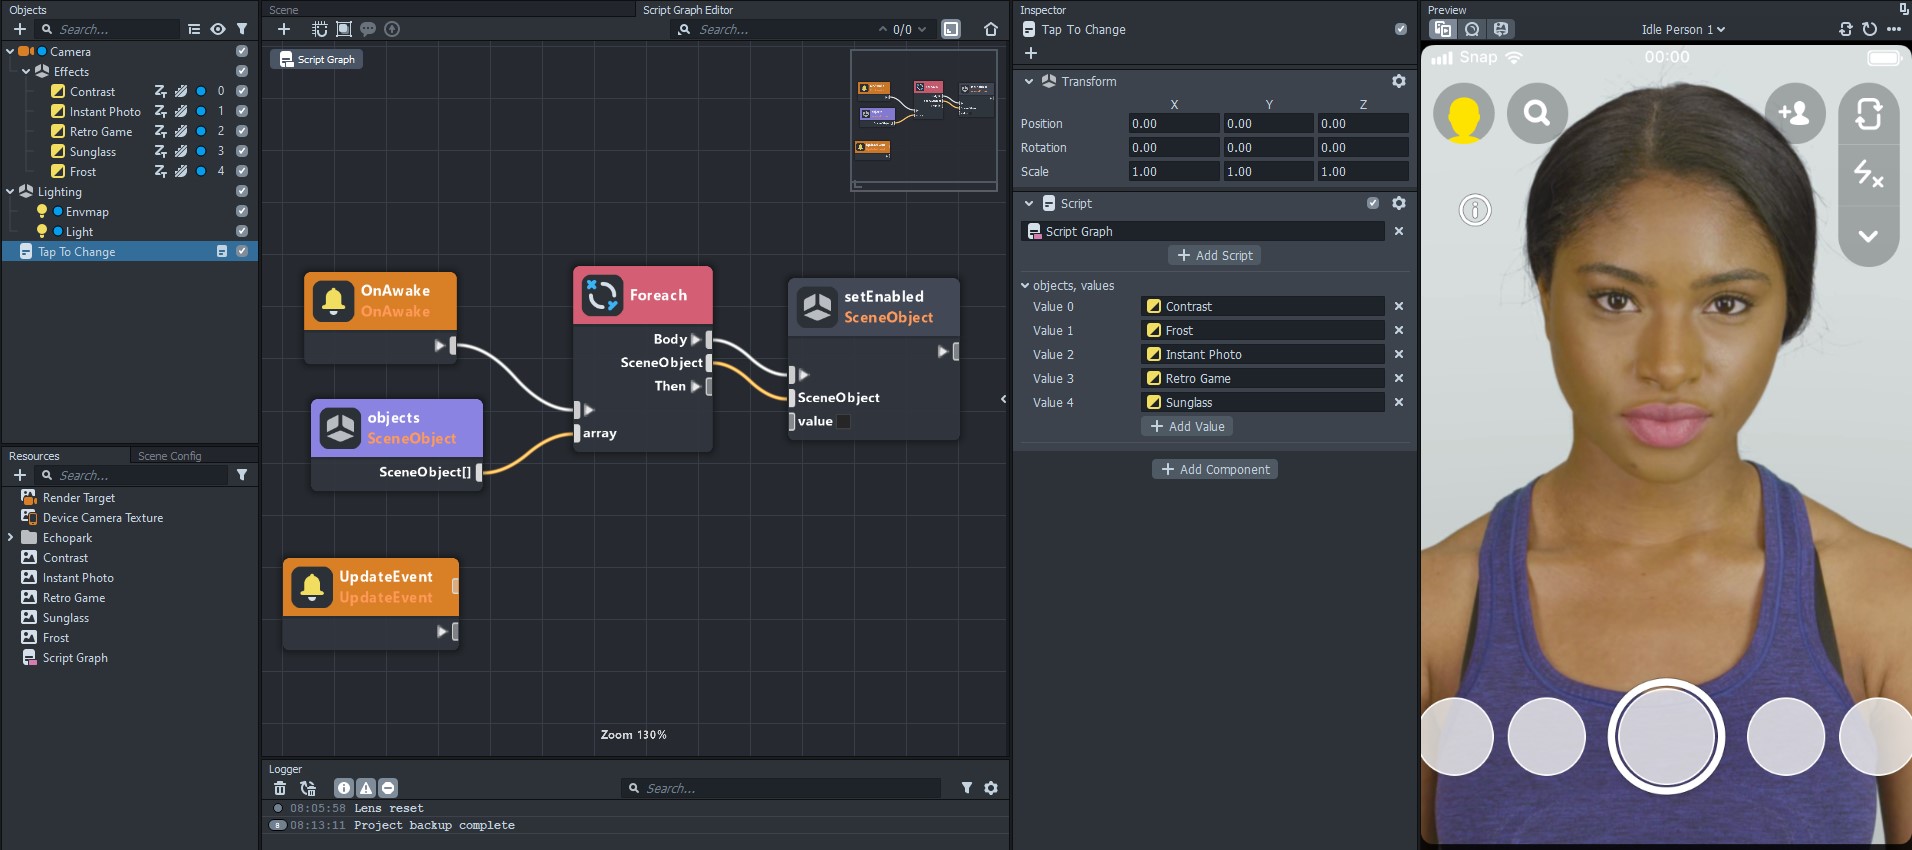 Objects
Search...
Camera
Effects
Contrast 0
Instant Photo 1
Retro Game 2
Sunglass 3
Frost 4
Lighting
Envmap
Light
Tap To Change
Resources
Scene Config
Search...
Render Target
Device Camera Texture
Echopark
Contrast
Instant Photo
Retro Game
Sunglass
Frost
Script Graph
Scene
Script Graph Editor
Search...
0/0
Script Graph
OnAwake
OnAwake
objects
SceneObject
SceneObject[]
Foreach
Body
SceneObject
Then
array
setEnabled
SceneObject
SceneObject
value
UpdateEvent
UpdateEvent
Zoom 130%
Logger
Search...
08:05:58 Lens reset
8 08:13:11 Project backup complete
Inspector
Tap To Change
Transform
X Y Z
Position 0.00 0.00 0.00
Rotation 0.00 0.00 0.00
Scale 1.00 1.00 1.00
Script
Script Graph
+ Add Script
objects, values
Value 0 Contrast
Value 1 Frost
Value 2 Instant Photo
Value 3 Retro Game
Value 4 Sunglass
+ Add Value
+ Add Component
Preview
Idle Person 1
Snap
00:00